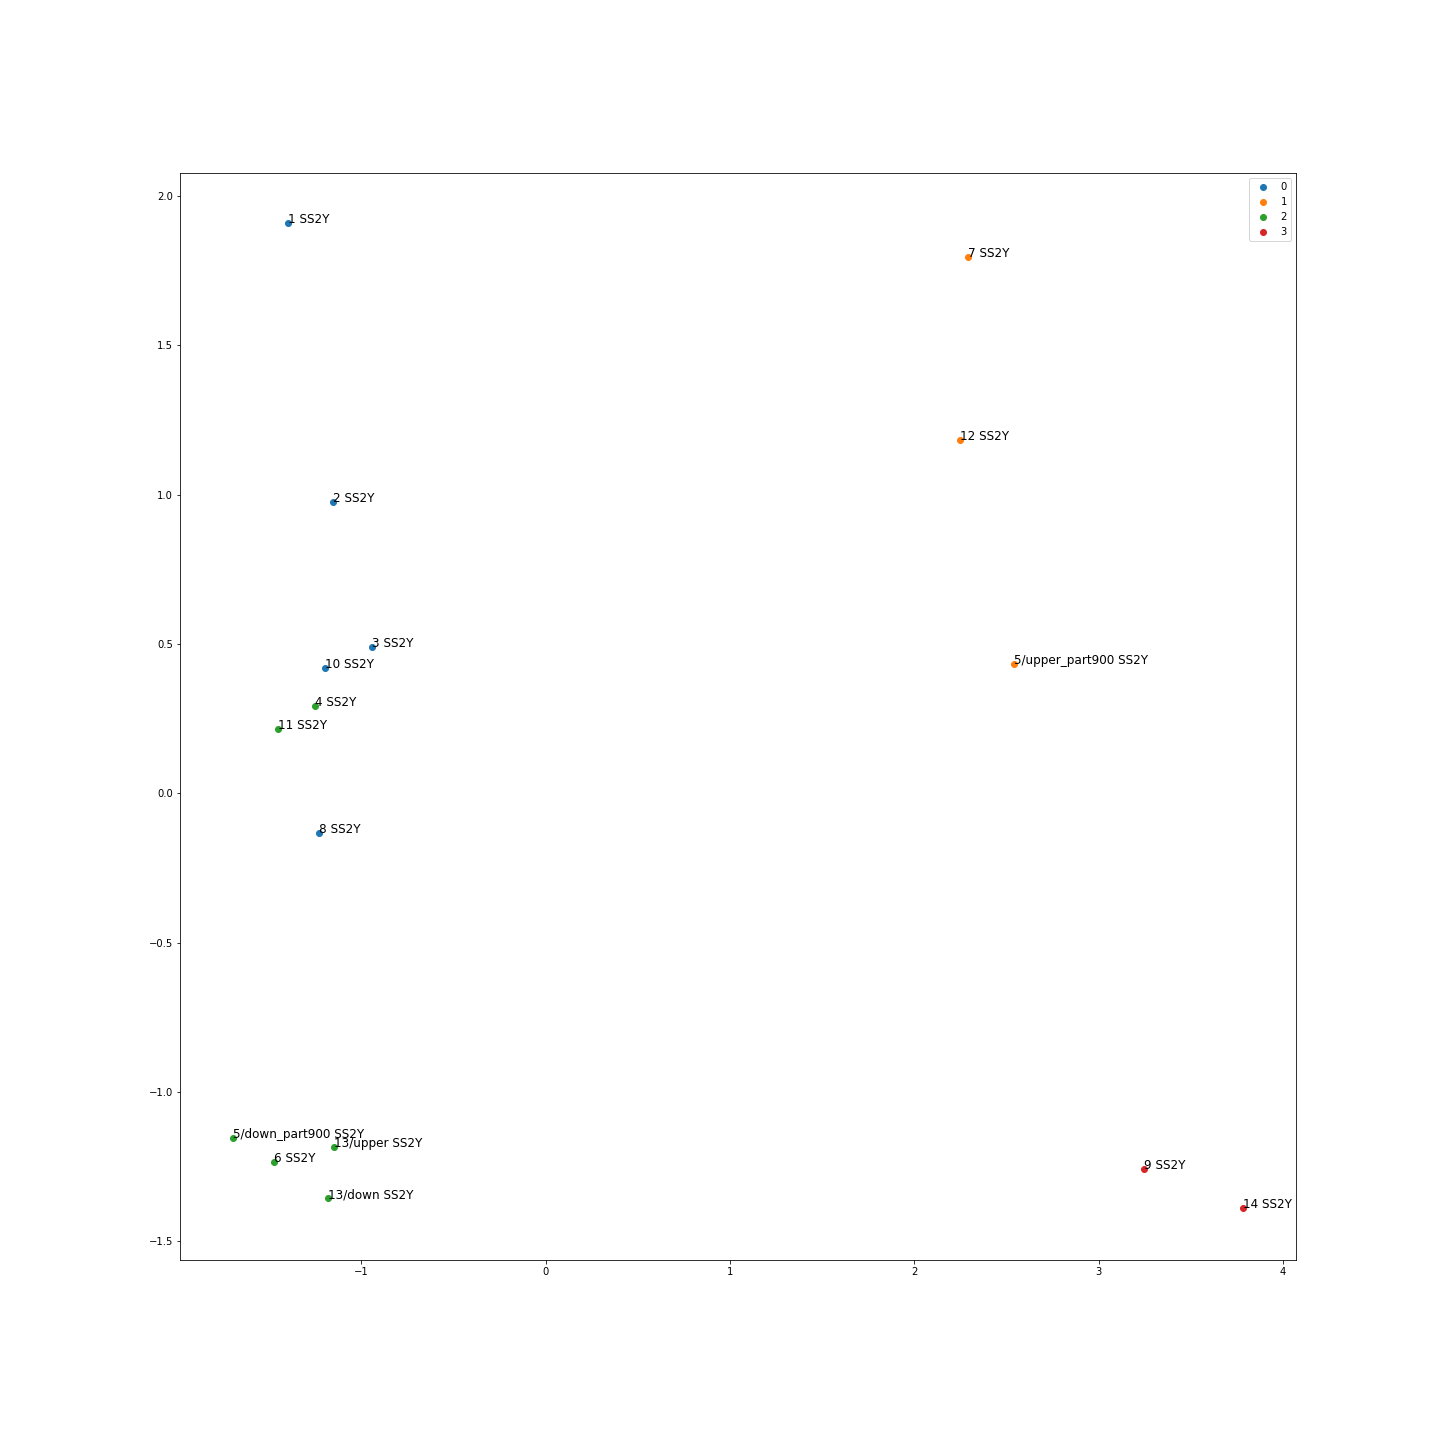 2.0
1 SS2Y
0
1
2
3
7 SS2Y
1.5
12 SS2Y
1.0
2 SS2Y
0.5
3 SS2Y
10 SS2Y
5/upper_part900 SS2Y
4 SS2Y
11 SS2Y
0.0
8 SS2Y
−0.5
−1.0
5/down_part900 SS2Y
13/upper SS2Y
6 SS2Y
9 SS2Y
13/down SS2Y
14 SS2Y
−1.5
−1 0 1 2 3 4